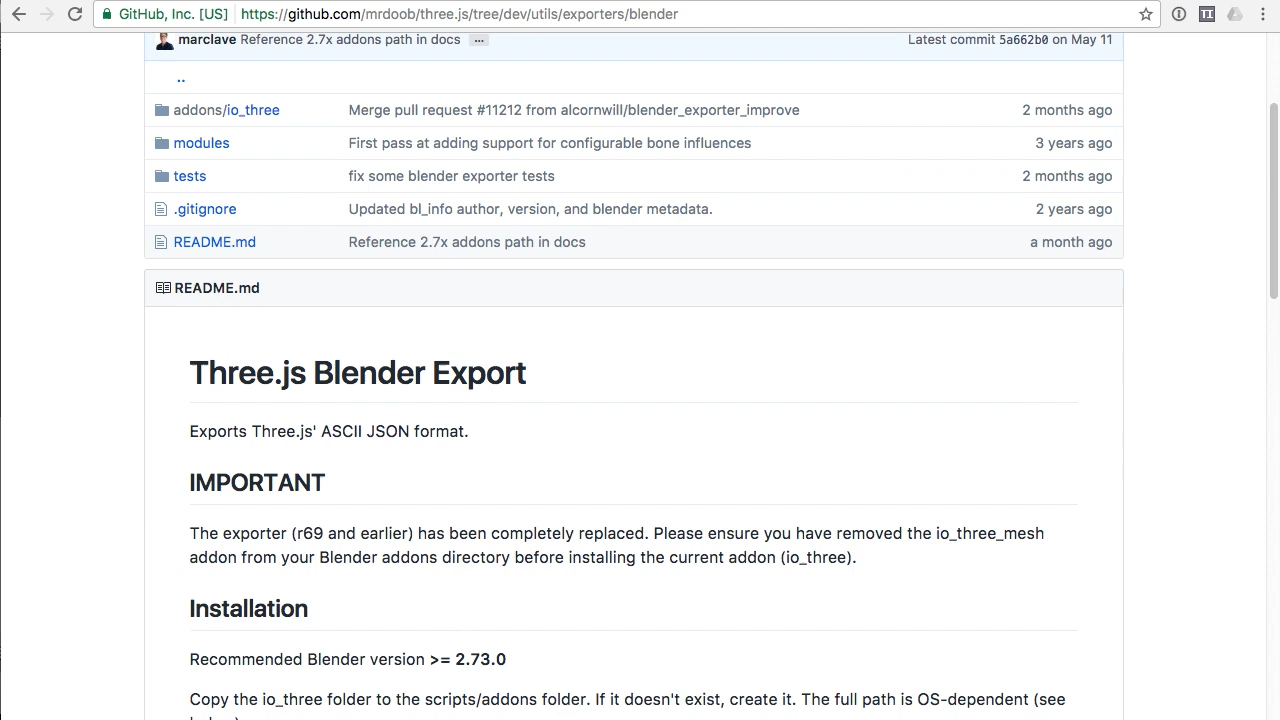 GitHub, Inc. [US] https://github.com/mrdoob/three.js/tree/dev/utils/exporters/blender
marclave Reference 2.7x addons path in docs ... Latest commit 5a662b0 on May 11
..
addons/io_three Merge pull request #11212 from alcornwill/blender_exporter_improve 2 months ago
modules First pass at adding support for configurable bone influences 3 years ago
tests fix some blender exporter tests 2 months ago
.gitignore Updated bl_info author, version, and blender metadata. 2 years ago
README.md Reference 2.7x addons path in docs a month ago
README.md
Three.js Blender Export
Exports Three.js' ASCII JSON format.
IMPORTANT
The exporter (r69 and earlier) has been completely replaced. Please ensure you have removed the io_three_mesh
addon from your Blender addons directory before installing the current addon (io_three).
Installation
Recommended Blender version >= 2.73.0
Copy the io_three folder to the scripts/addons folder. If it doesn't exist, create it. The full path is OS-dependent (see